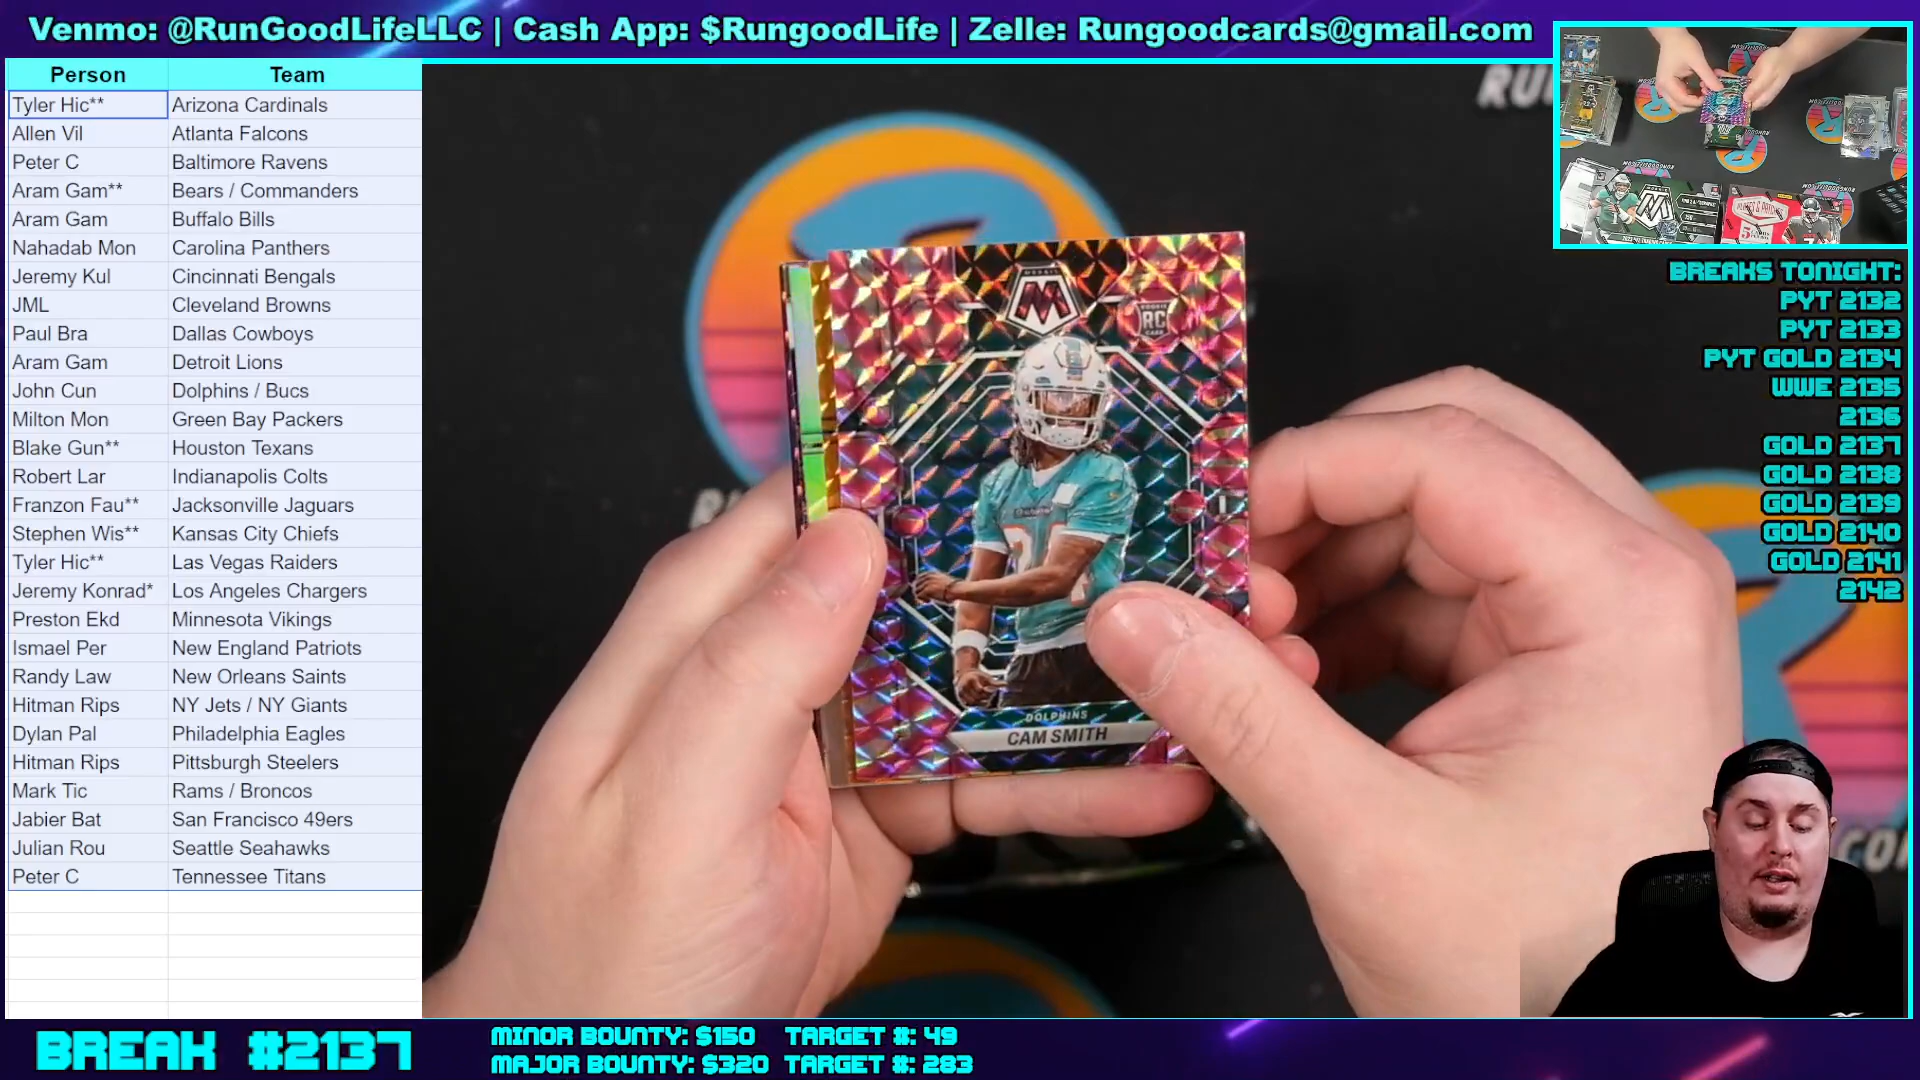 Venmo: @RunGoodLifeLLC | Cash App: $RungoodLife | Zelle: Rungoodcards@gmail.com
Person Team
Tyler Hic** Arizona Cardinals
Allen Vil Atlanta Falcons
Peter C Baltimore Ravens
Aram Gam** Bears / Commanders
Aram Gam Buffalo Bills
Nahadab Mon Carolina Panthers
Jeremy Kul Cincinnati Bengals
JML Cleveland Browns
Paul Bra Dallas Cowboys
Aram Gam Detroit Lions
John Cun Dolphins / Bucs
Milton Mon Green Bay Packers
Blake Gun** Houston Texans
Robert Lar Indianapolis Colts
Franzon Fau** Jacksonville Jaguars
Stephen Wis** Kansas City Chiefs
Tyler Hic** Las Vegas Raiders
Jeremy Konrad* Los Angeles Chargers
Preston Ekd Minnesota Vikings
Ismael Per New England Patriots
Randy Law New Orleans Saints
Hitman Rips NY Jets / NY Giants
Dylan Pal Philadelphia Eagles
Hitman Rips Pittsburgh Steelers
Mark Tic Rams / Broncos
Jabier Bat San Francisco 49ers
Julian Rou Seattle Seahawks
Peter C Tennessee Titans
MOSAIC
ROOKIE
RC
CARD
DOLPHINS
CAM SMITH
BREAKS TONIGHT:
PYT 2132
PYT 2133
PYT GOLD 2134
WWE 2135
2136
GOLD 2137
GOLD 2138
GOLD 2139
GOLD 2140
GOLD 2141
2142
BREAK #2137
MINOR BOUNTY: $150 TARGET #: 49
MAJOR BOUNTY: $320 TARGET #: 283